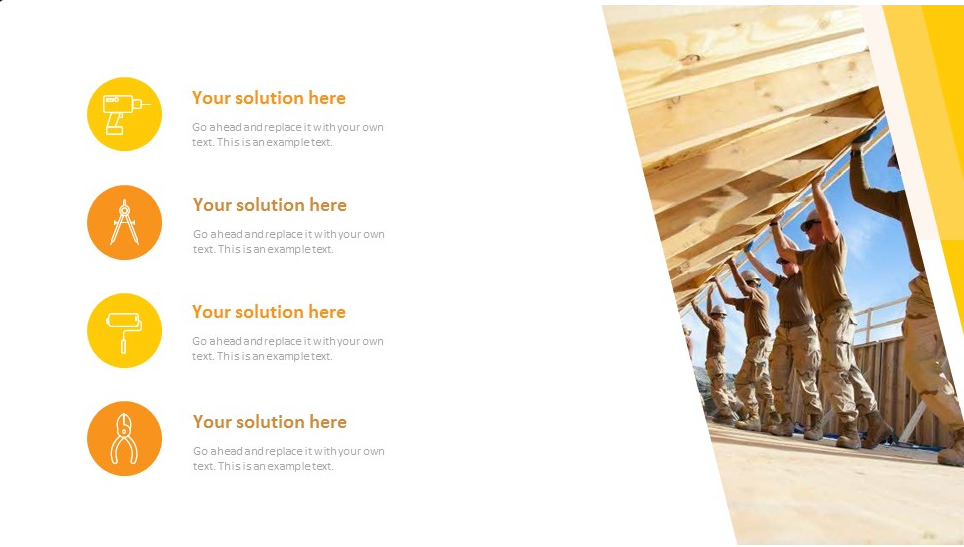 Your solution here
Go ahead and replace it with your own
text. This is an example text.
Your solution here
Go ahead and replace it with your own
text. This is an example text.
Your solution here
Go ahead and replace it with your own
text. This is an example text.
Your solution here
Go ahead and replace it with your own
text. This is an example text.